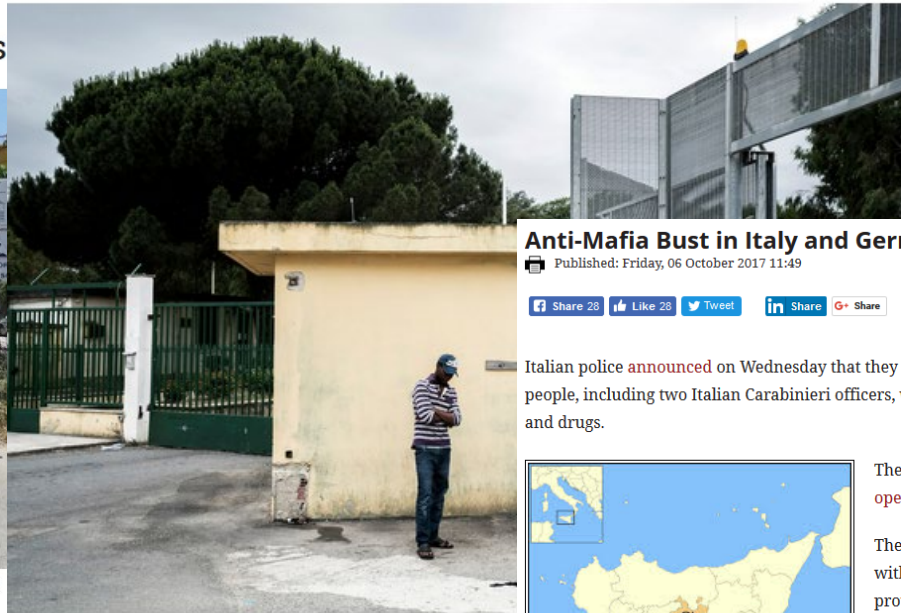 S
Anti-Mafia Bust in Italy and Ger
Published: Friday, 06 October 2017 11:49
Share 28
Like 28
Tweet
in Share
G+ Share
Italian police announced on Wednesday that they
people, including two Italian Carabinieri officers,
and drugs.
The
ope
The
with
pro